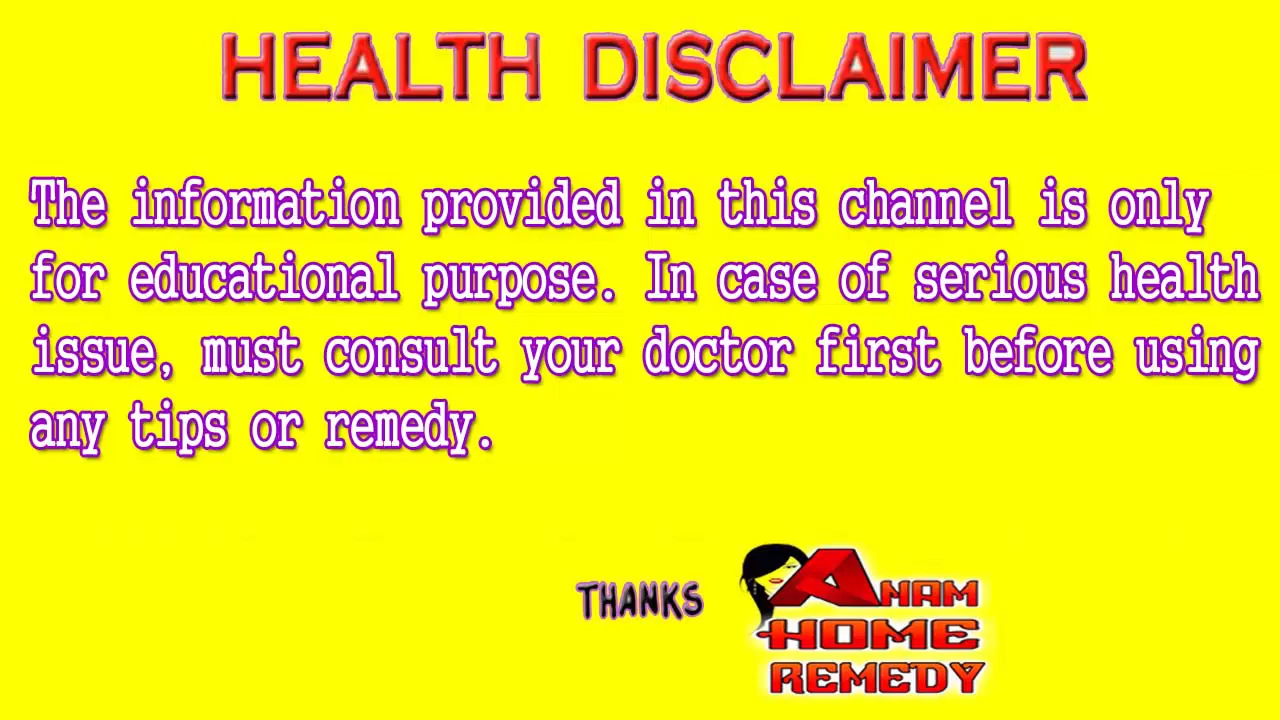 HEALTH DISCLAIMER
The information provided in this channel is only
for educational purpose. In case of serious health
issue, must consult your doctor first before using
any tips or remedy.
THANKS
ANAM
HOME
REMEDY